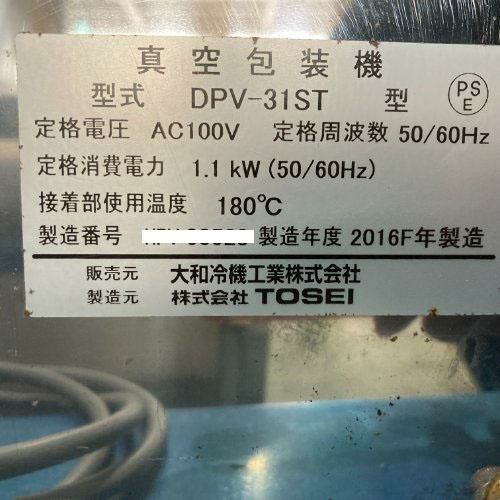 真空包装機
型式 DPV-31ST 型
PS
E
定格電圧 AC100V 定格周波数 50/60Hz
定格消費電力 1.1 kW (50/60Hz)
接着部使用温度 180℃
製造番号 製造年度 2016F年製造
販売元 大和冷機工業株式会社
製造元 株式会社 TOSEI